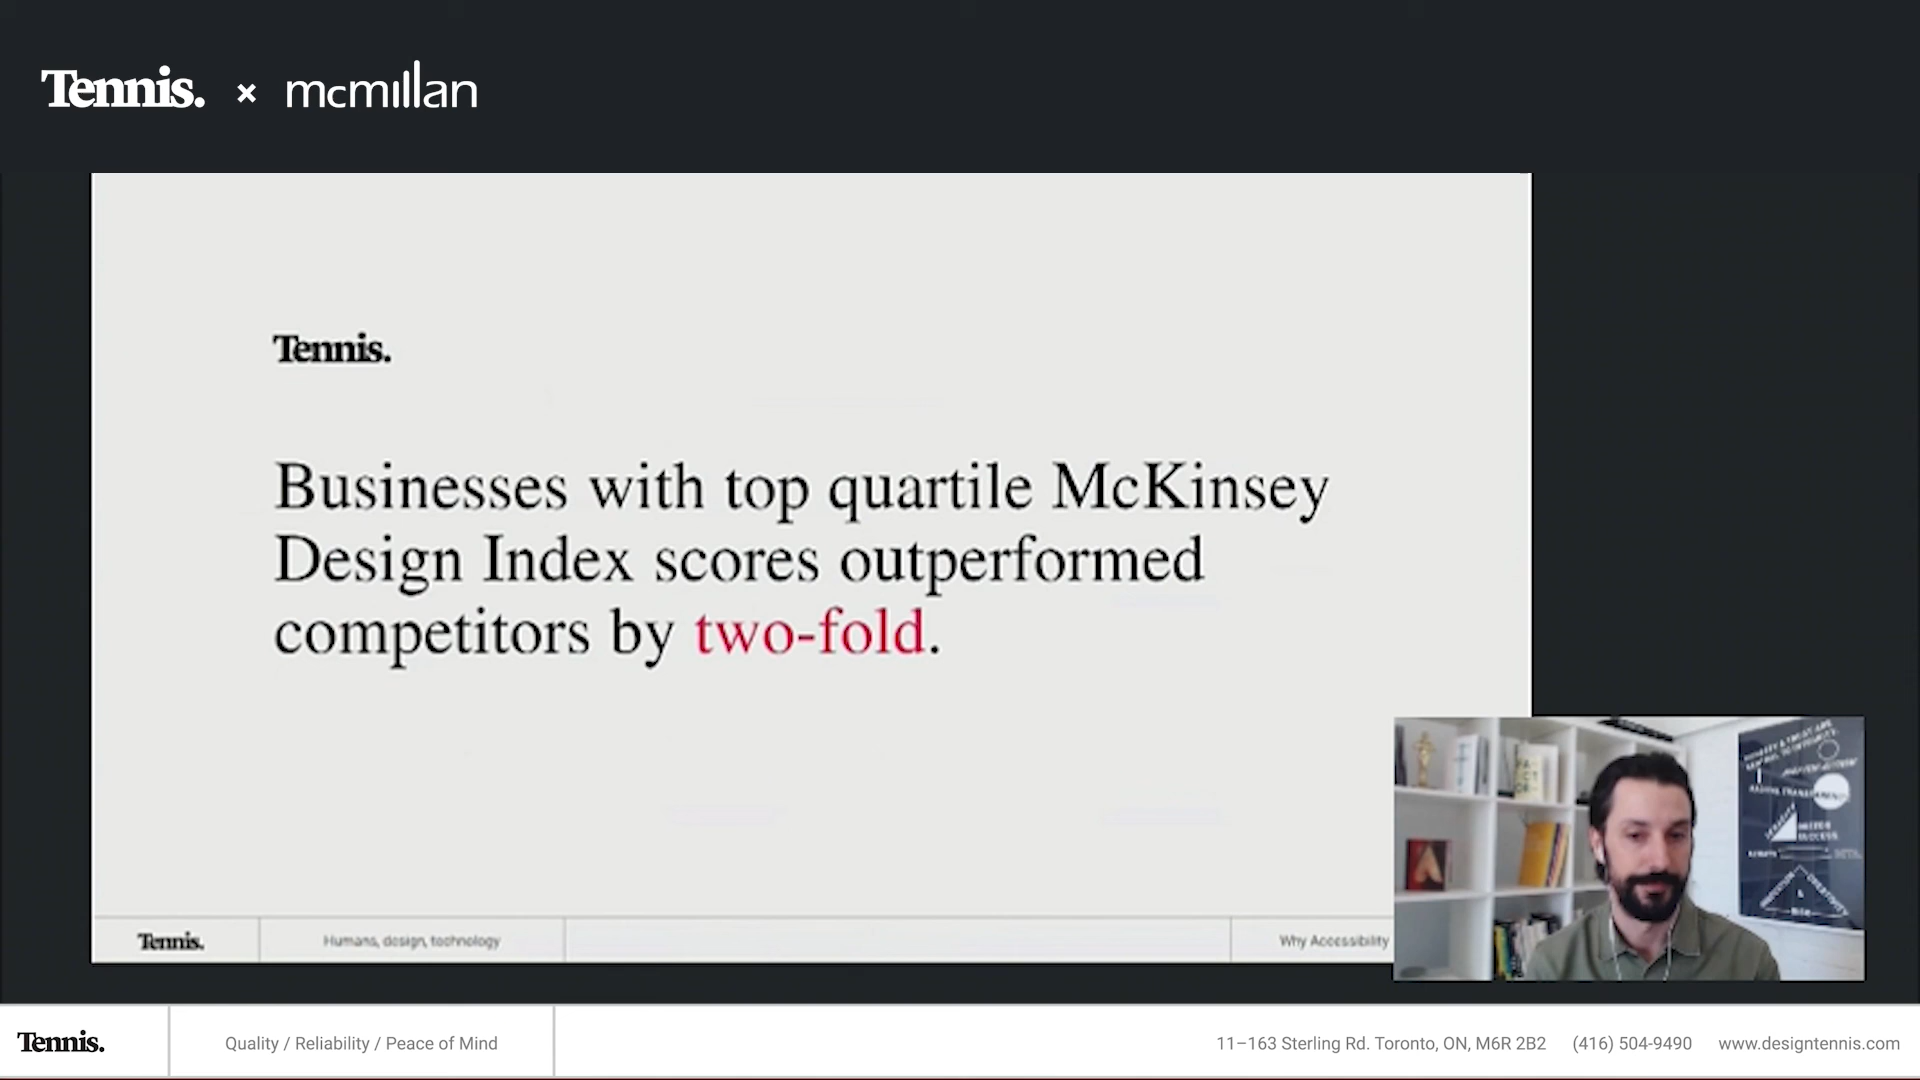 Tennis. × mcmillan
Tennis.
Businesses with top quartile McKinsey
Design Index scores outperformed
competitors by two-fold.
Tennis. Humans, design, technology Why Accessibility
Tennis. Quality / Reliability / Peace of Mind 11–163 Sterling Rd. Toronto, ON, M6R 2B2 (416) 504-9490 www.designtennis.com